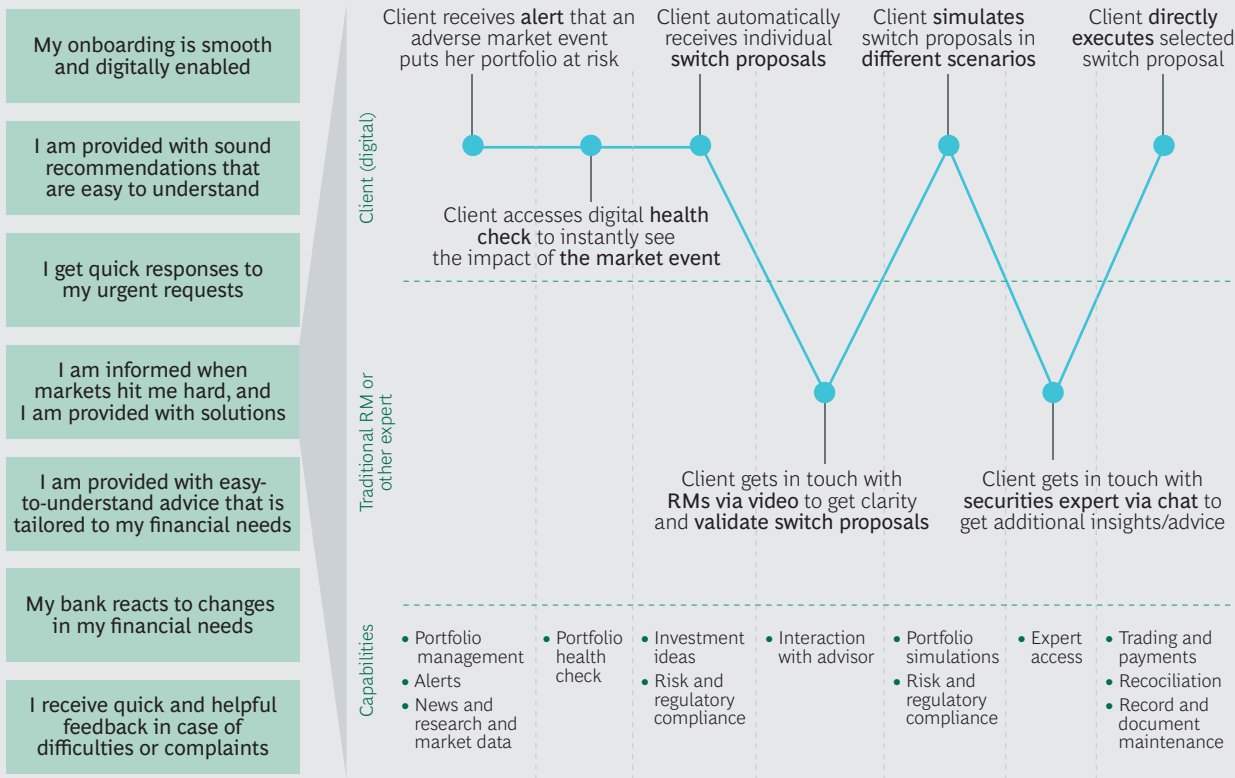 My onboarding is smooth
and digitally enabled
I am provided with sound
recommendations that
are easy to understand
I get quick responses to
my urgent requests
I am informed when
markets hit me hard, and
I am provided with solutions
I am provided with easy-
to-understand advice that is
tailored to my financial needs
My bank reacts to changes
in my financial needs
I receive quick and helpful
feedback in case of
difficulties or complaints
Client (digital)
Client receives alert that an
adverse market event
puts her portfolio at risk
Client automatically
receives individual
switch proposals
Client simulates
switch proposals in
different scenarios
Client directly
executes selected
switch proposal
Client accesses digital health
check to instantly see
the impact of the market event
Traditional RM or
other expert
Client gets in touch with
RMs via video to get clarity
and validate switch proposals
Client gets in touch with
securities expert via chat to
get additional insights/advice
Capabilities
• Portfolio
management
• Alerts
• News and
research and
market data
• Portfolio
health
check
• Investment
ideas
• Risk and
regulatory
compliance
• Interaction
with advisor
• Portfolio
simulations
• Risk and
regulatory
compliance
• Expert
access
• Trading and
payments
• Recociliation
• Record and
document
maintenance